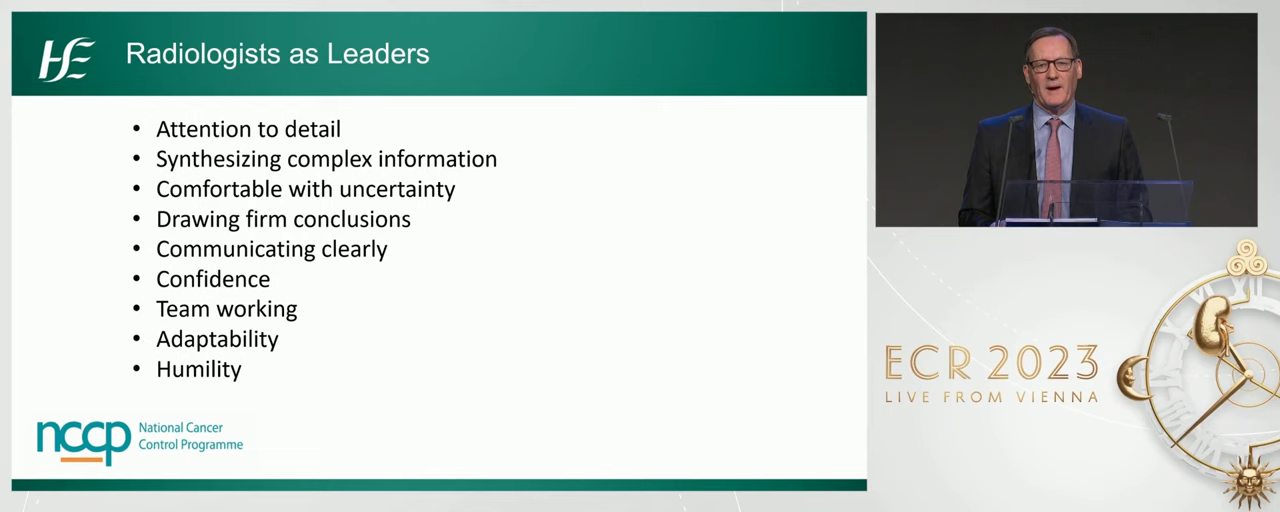 HE
Radiologists as Leaders
• Attention to detail
• Synthesizing complex information
• Comfortable with uncertainty
• Drawing firm conclusions
• Communicating clearly
• Confidence
• Team working
• Adaptability
• Humility
nccp National Cancer
Control Programme
ECR 2023
LIVE FROM VIENNA